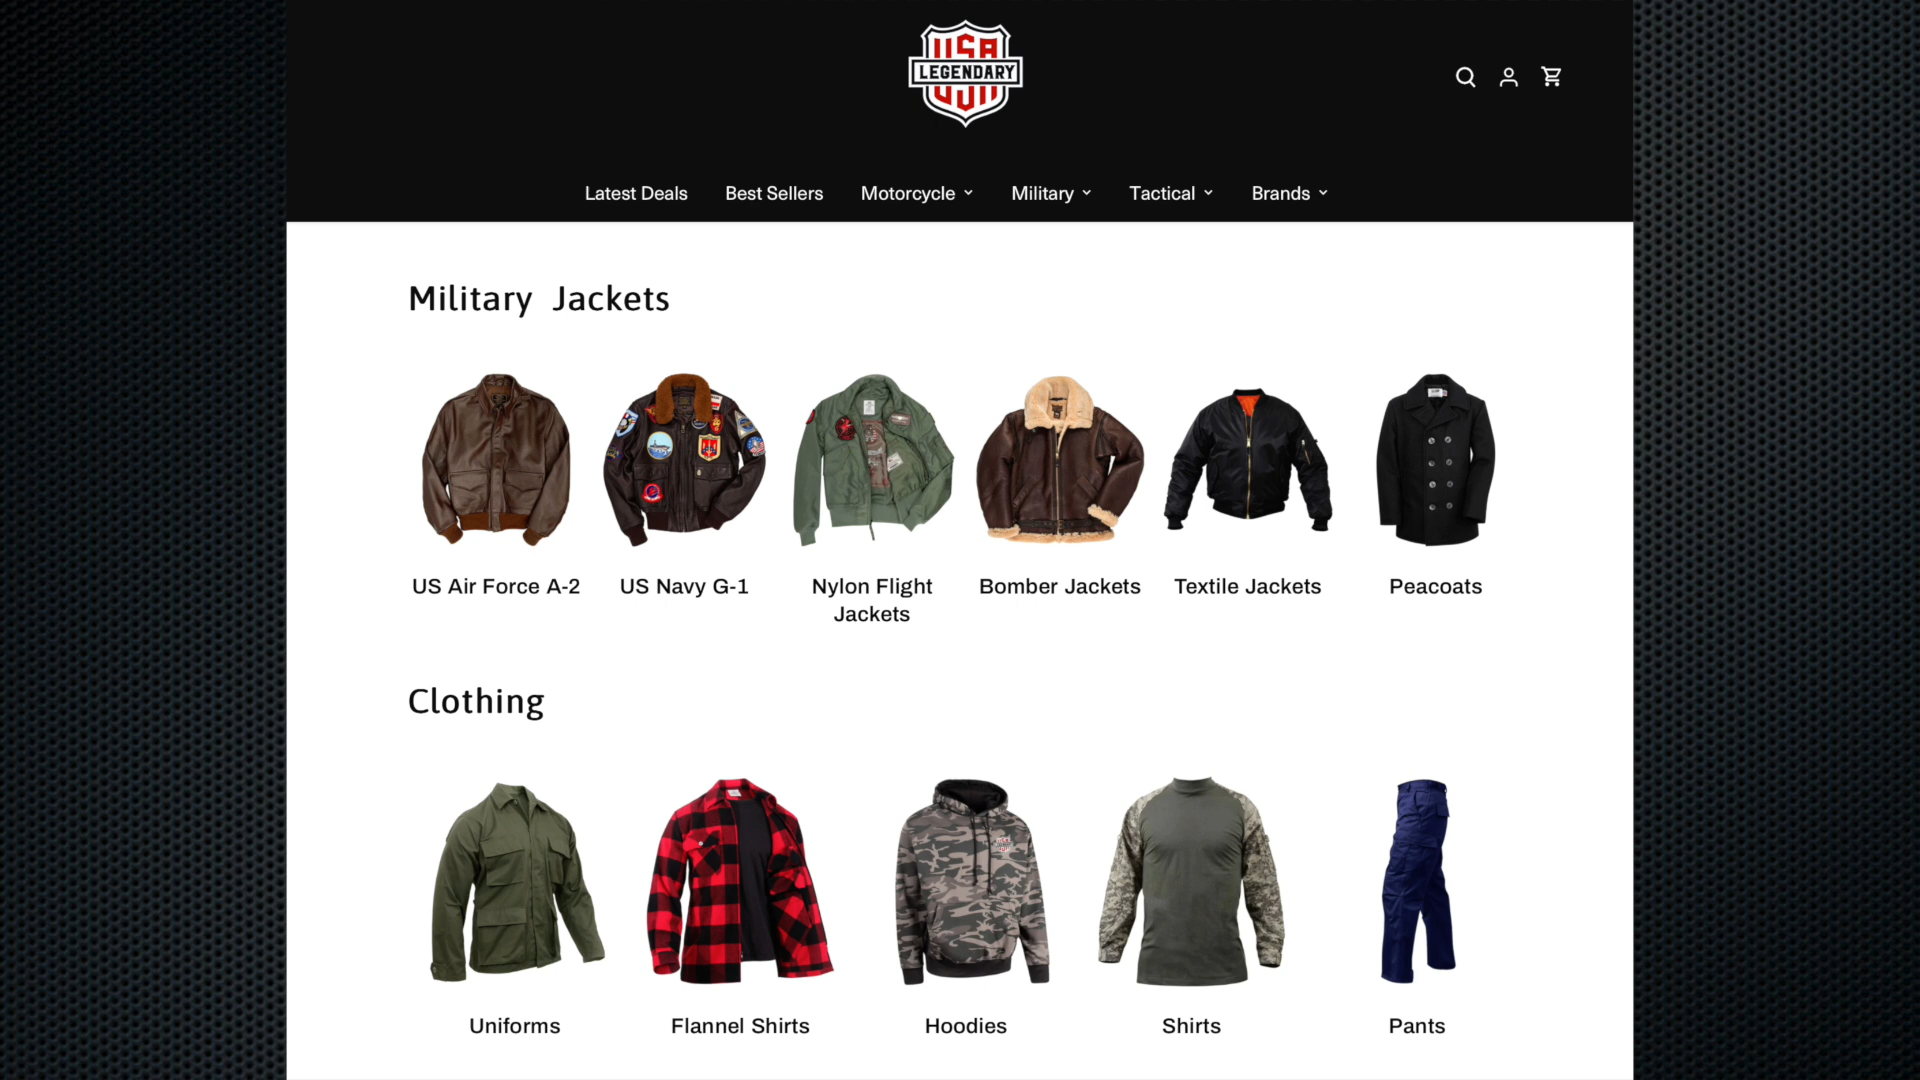 USA
LEGENDARY
USA
Latest Deals
Best Sellers
Motorcycle
Military
Tactical
Brands
Military Jackets
US Air Force A-2
US Navy G-1
Nylon Flight
Jackets
Bomber Jackets
Textile Jackets
Peacoats
Clothing
Uniforms
Flannel Shirts
Hoodies
Shirts
Pants